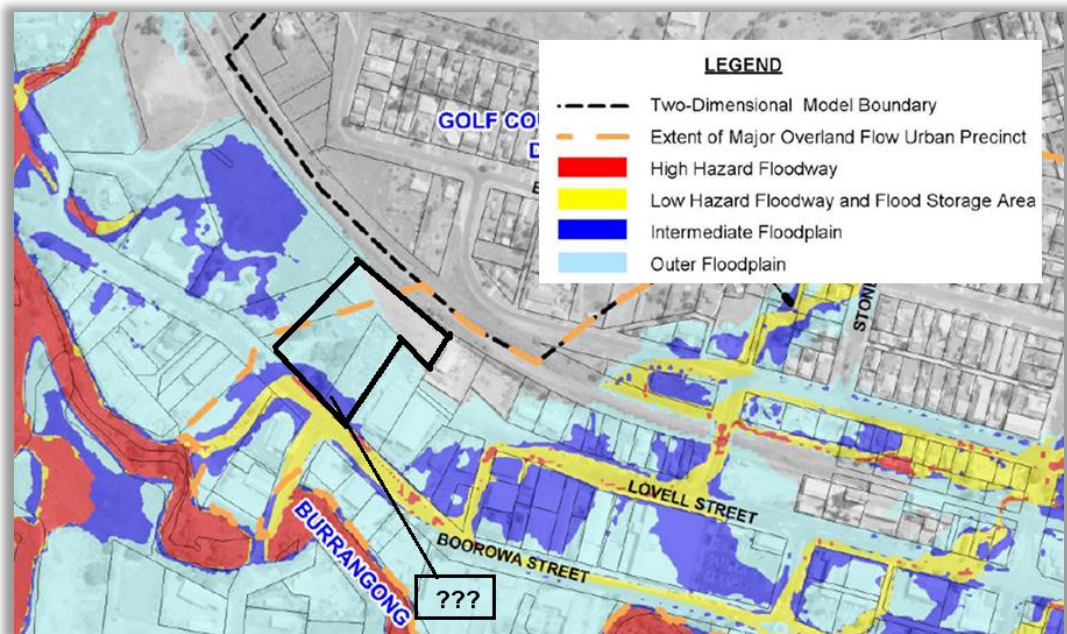 LEGEND
Two-Dimensional Model Boundary
Extent of Major Overland Flow Urban Precinct
High Hazard Floodway
Low Hazard Floodway and Flood Storage Area
Intermediate Floodplain
Outer Floodplain
GOLF COU
D
E
STON
LOVELL STREET
BOOROWA STREET
BURRANGONG
???